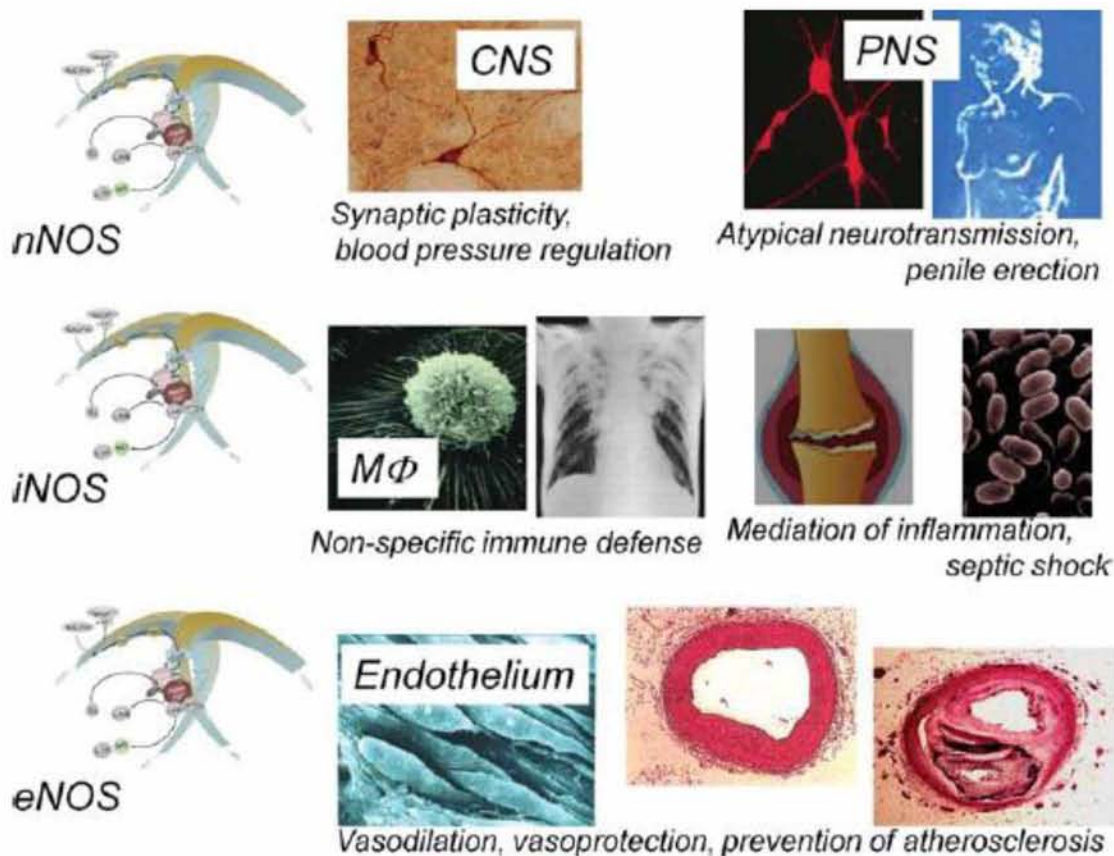 CNS
PNS
nNOS
Synaptic plasticity,
blood pressure regulation
Atypical neurotransmission,
penile erection
iNOS
MΦ
Non-specific immune defense
Mediation of inflammation,
septic shock
eNOS
Endothelium
Vasodilation, vasoprotection, prevention of atherosclerosis